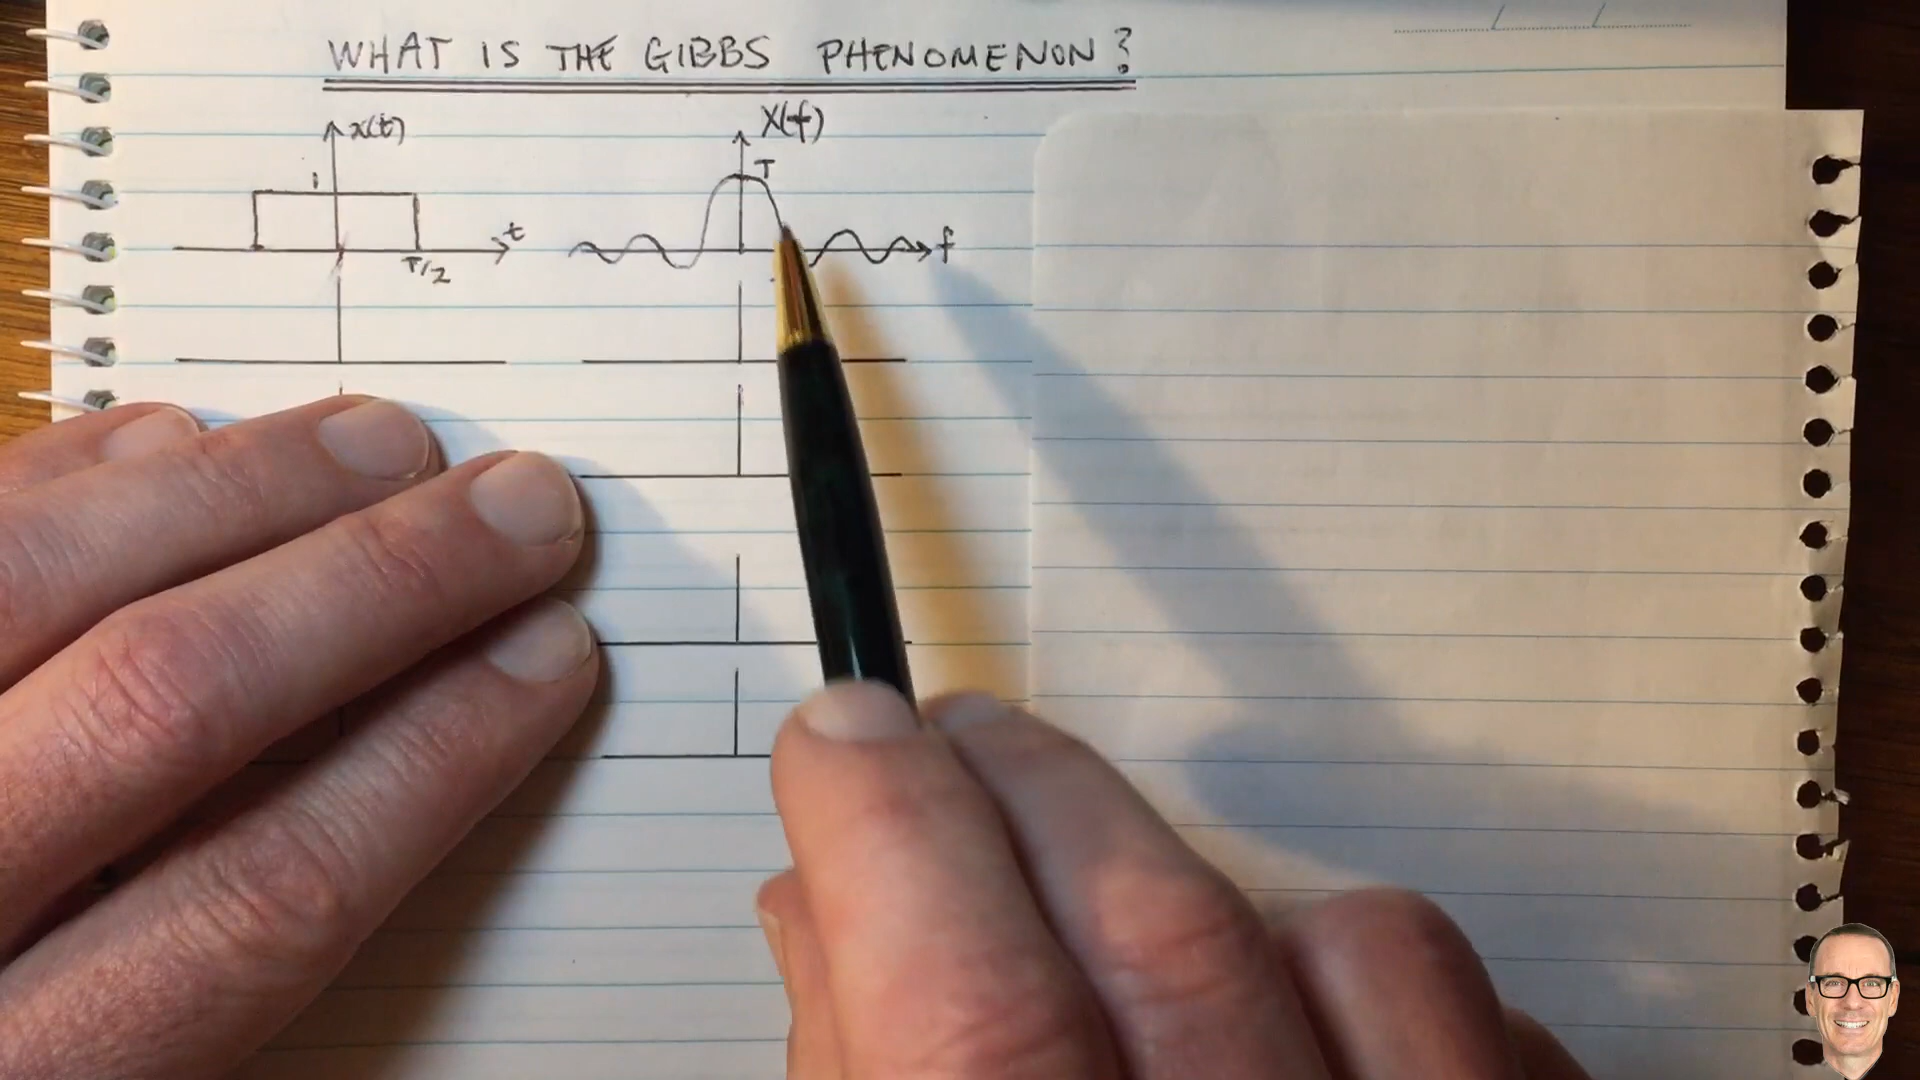 WHAT IS THE GIBBS PHENOMENON?
x(t)
X(f)
T
1
t
f
T/2